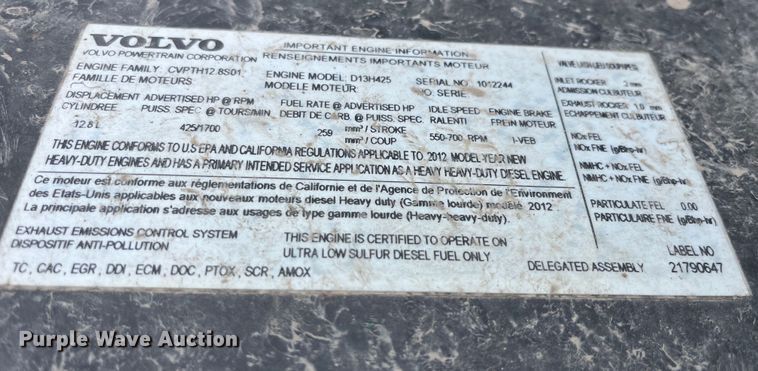 VOLVO
VOLVO POWERTRAIN CORPORATION
IMPORTANT ENGINE INFORMATION
RENSEIGNEMENTS IMPORTANTS MOTEUR
ENGINE FAMILY: CVPTH12.8S01
FAMILLE DE MOTEURS
ENGINE MODEL: D13H425
MODELE MOTEUR:
SERIAL NO: 1012244
NO. SERIE:
DISPLACEMENT
CYLINDREE
12.8 L
ADVERTISED HP @ RPM
PUISS. SPEC @ TOURS/MIN
425/1700
FUEL RATE @ ADVERTISED HP
DEBIT DE CARB. @ PUISS. SPEC
259 mm³ / STROKE
mm³ / COUP
IDLE SPEED
RALENTI
550-700 RPM
ENGINE BRAKE
FREIN MOTEUR
I-VEB
THIS ENGINE CONFORMS TO U.S EPA AND CALIFORNIA REGULATIONS APPLICABLE TO 2012 MODEL-YEAR NEW
HEAVY-DUTY ENGINES AND HAS A PRIMARY INTENDED SERVICE APPLICATION AS A HEAVY HEAVY-DUTY DIESEL ENGINE.
Ce moteur est conforme aux réglementations de Californie et de l'Agence de Protection de l'Environment
des Etats-Unis applicables aux nouveaux moteurs diesel Heavy duty (Gamme lourde) modèle 2012
La principale application s'adresse aux usages de type gamme lourde (Heavy-heavy-duty).
EXHAUST EMISSIONS CONTROL SYSTEM
DISPOSITIF ANTI-POLLUTION
TC, CAC, EGR, DDI, ECM, DOC, PTOX, SCR, AMOX
THIS ENGINE IS CERTIFIED TO OPERATE ON
ULTRA LOW SULFUR DIESEL FUEL ONLY
INLET ROCKER .2 mm
ADMISSION CULBUTEUR
EXHAUST ROCKER 1.0 mm
ECHAPPEMENT CULBUTEUR
NOx FEL
NOx FNE (g/Bhp-hr)
NMHC + NOx FEL
NMHC + NOx FNE (g/Bhp-hr)
PARTICULATE FEL 0.00
PARTICULAIRE FNE (g/Bhp-hr)
DELEGATED ASSEMBLY
LABEL NO
21790647
Purple Wave Auction